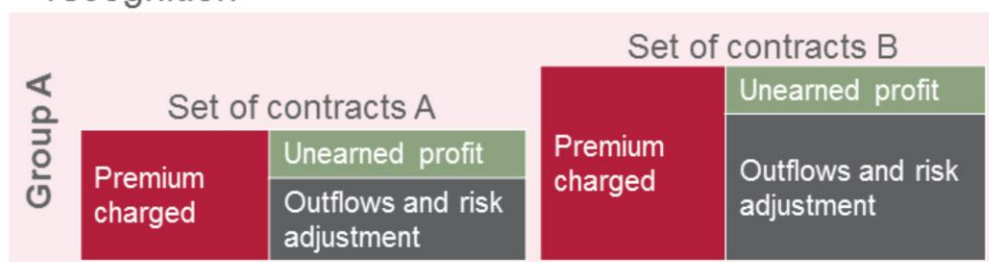 Group A
Set of contracts A
Premium
charged
Unearned profit
Outflows and risk
adjustment
Set of contracts B
Premium
charged
Unearned profit
Outflows and risk
adjustment